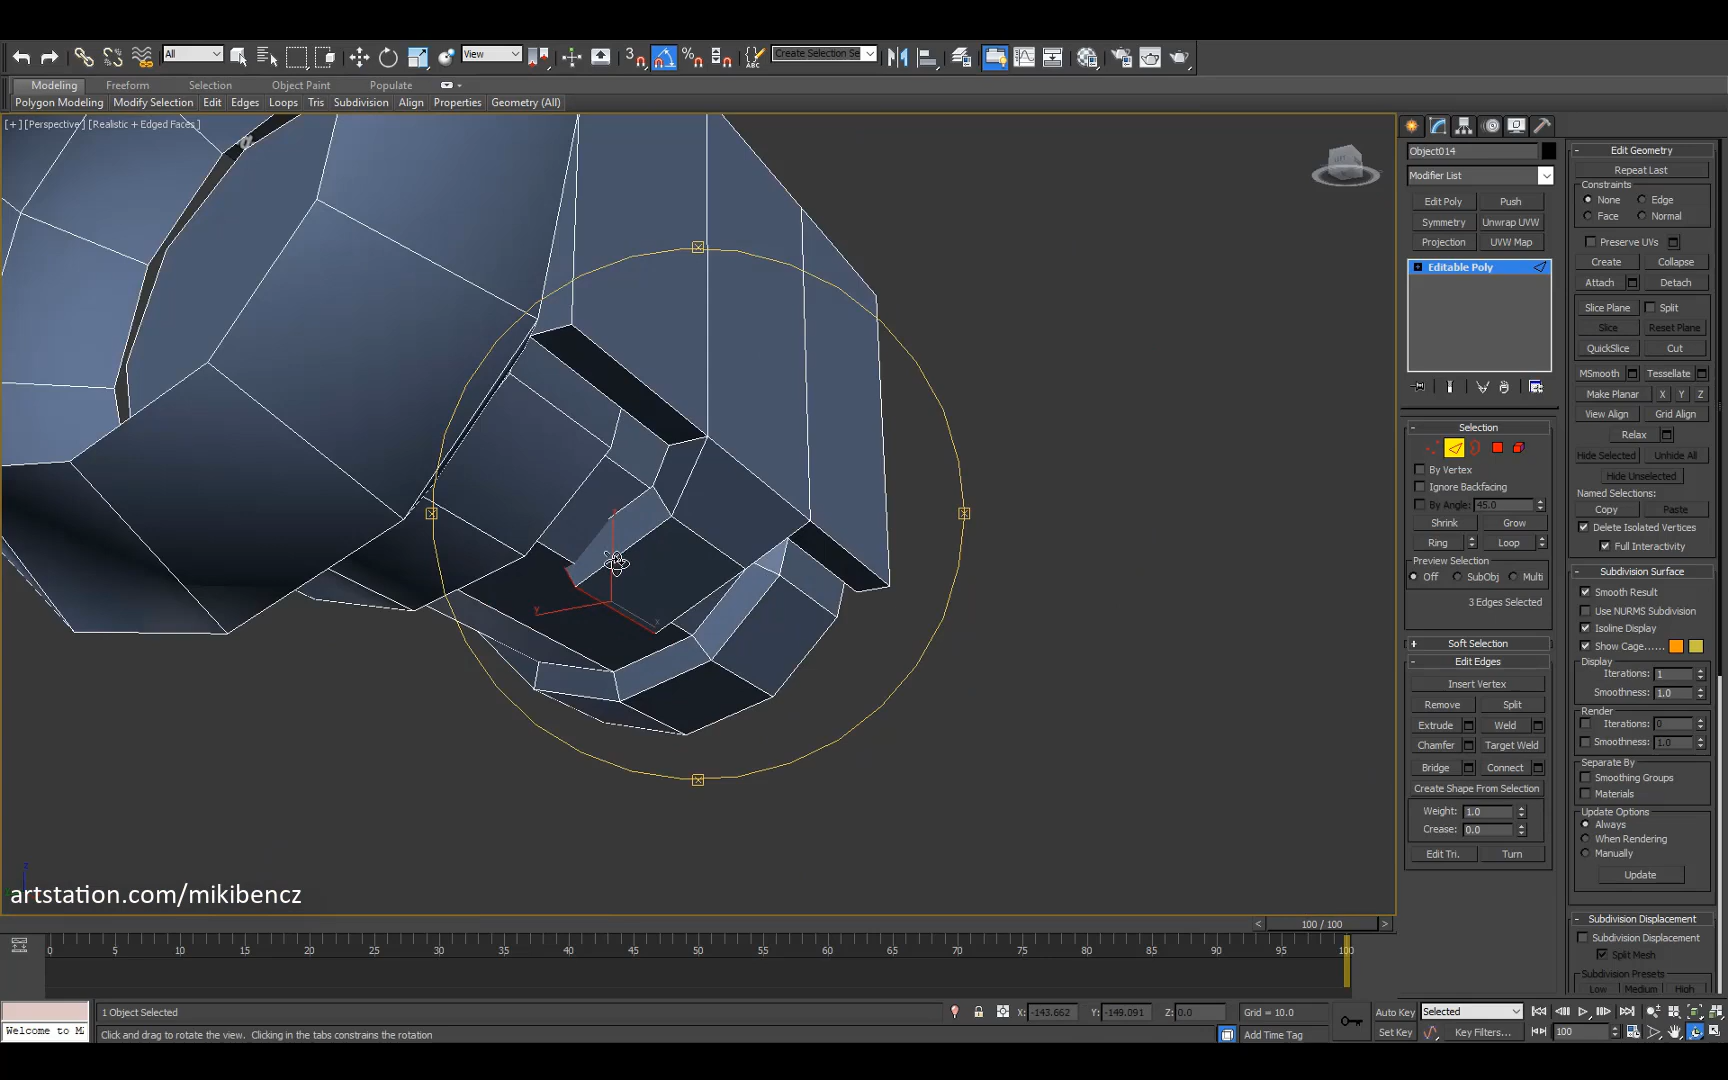 All
View
3
%
ABC
Create Selection Se
Modeling
Freeform
Selection
Object Paint
Populate
Polygon Modeling
Modify Selection
Edit
Edges
Loops
Tris
Subdivision
Align
Properties
Geometry (All)
[+] [Perspective] [Realistic + Edged Faces]
Object014
Modifier List
Edit Poly
Push
Symmetry
Unwrap UVW
Projection
UVW Map
Editable Poly
Selection
By Vertex
Ignore Backfacing
By Angle: 45.0
Shrink
Grow
Ring
Loop
Preview Selection
Off
SubObj
Multi
3 Edges Selected
Soft Selection
Edit Edges
Insert Vertex
Remove
Split
Extrude
Weld
Chamfer
Target Weld
Bridge
Connect
Create Shape From Selection
Weight: 1.0
Crease: 0.0
Edit Tri.
Turn
Edit Geometry
Repeat Last
Constraints
None
Edge
Face
Normal
Preserve UVs
Create
Collapse
Attach
Detach
Slice Plane
Split
Slice
Reset Plane
QuickSlice
Cut
MSmooth
Tessellate
Make Planar
X
Y
Z
View Align
Grid Align
Relax
Hide Selected
Unhide All
Hide Unselected
Named Selections:
Copy
Paste
Delete Isolated Vertices
Full Interactivity
Subdivision Surface
Smooth Result
Use NURMS Subdivision
Isoline Display
Show Cage......
Display
Iterations: 1
Smoothness: 1.0
Render
Iterations: 0
Smoothness: 1.0
Separate By
Smoothing Groups
Materials
Update Options
Always
When Rendering
Manually
Update
Subdivision Displacement
Subdivision Displacement
Split Mesh
Subdivision Presets
Low
Medium
High
artstation.com/mikibencz
100 / 100
0 5 10 15 20 25 30 35 40 45 50 55 60 65 70 75 80 85 90 95 100
1 Object Selected
X: -143.662
Y: -149.091
Z: 0.0
Grid = 10.0
Auto Key
Selected
Welcome to M
Click and drag to rotate the view. Clicking in the tabs constrains the rotation
Add Time Tag
Set Key
Key Filters...
100